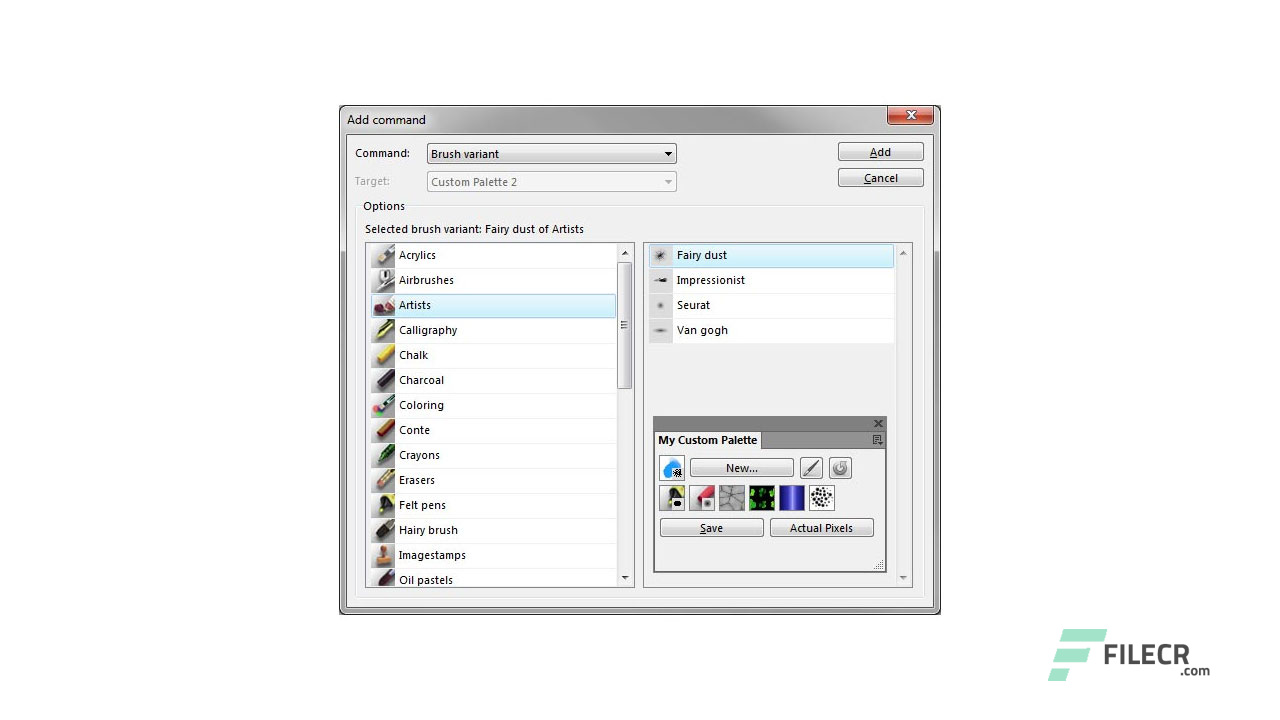 Add command
Command: Brush variant Add
Target: Custom Palette 2 Cancel
Options
Selected brush variant: Fairy dust of Artists
Acrylics
Airbrushes
Artists
Calligraphy
Chalk
Charcoal
Coloring
Conte
Crayons
Erasers
Felt pens
Hairy brush
Imagestamps
Oil pastels
Fairy dust
Impressionist
Seurat
Van gogh
My Custom Palette
New...
Save Actual Pixels
FILECR
.com